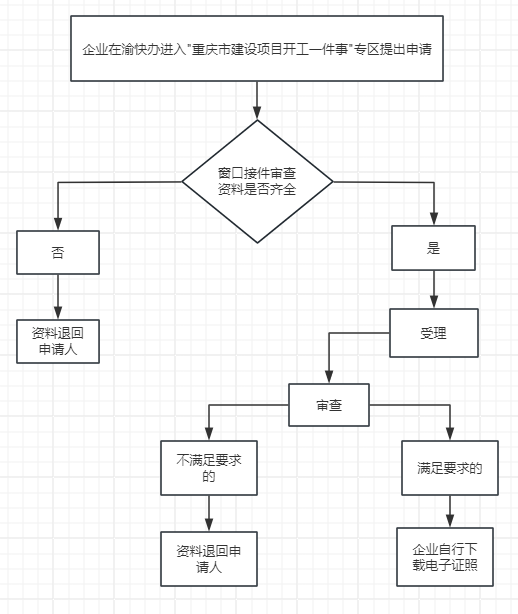 企业在渝快办进入"重庆市建设项目开工一件事"专区提出申请
窗口接件审查
资料是否齐全
否
是
资料退回
申请人
受理
审查
不满足要求
的
满足要求的
资料退回申
请人
企业自行下
载电子证照